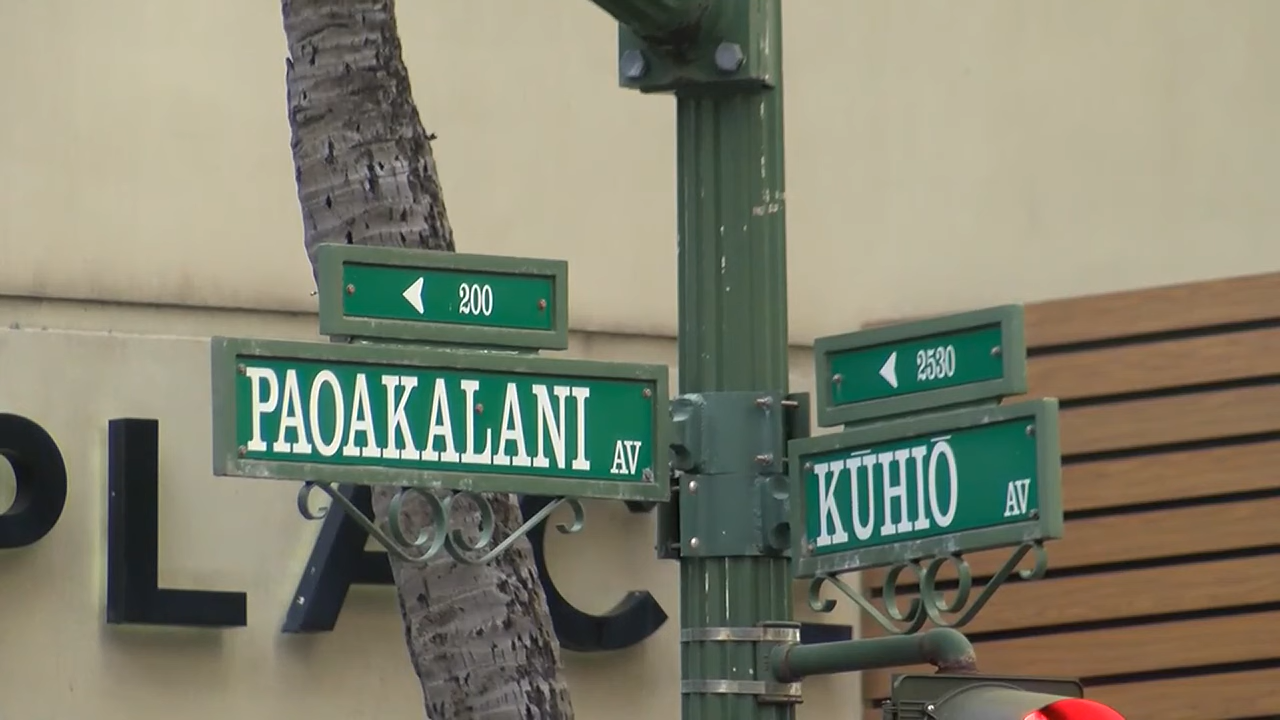 ◀ 200
PAOAKALANI AV
◀ 2530
KŪHIŌ AV
PLAC